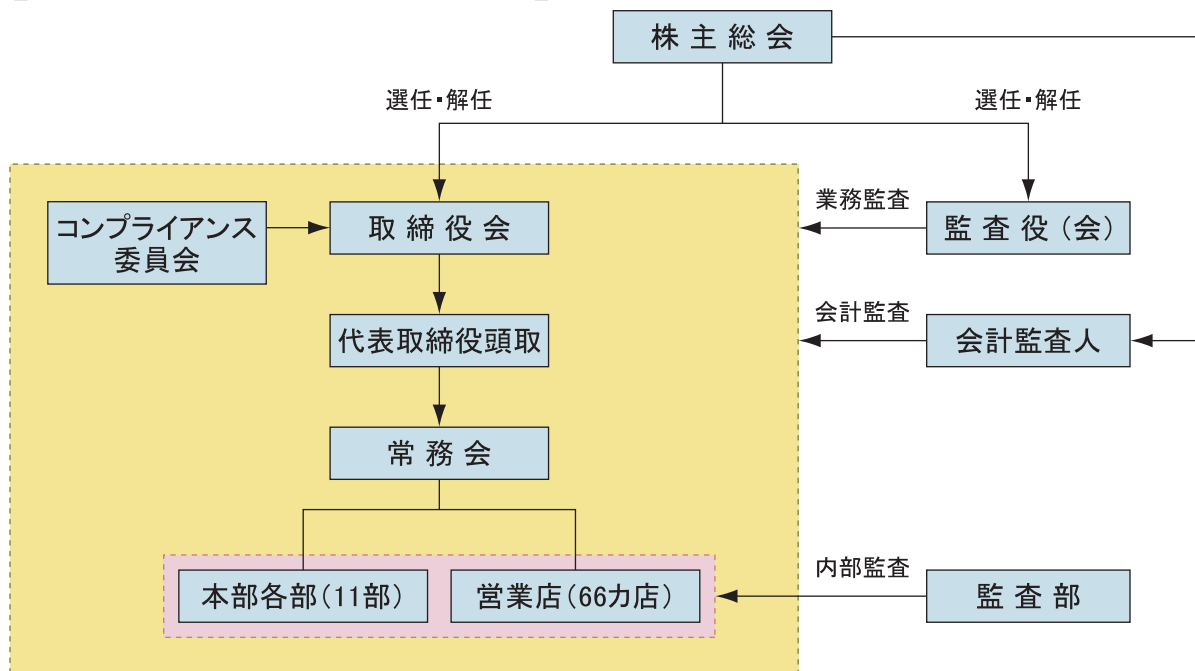 株主総会
選任・解任
選任・解任
コンプライアンス
委員会
取締役会
業務監査
監査役（会）
代表取締役頭取
会計監査
会計監査人
常務会
本部各部（11部）
営業店（66カ店）
内部監査
監査部